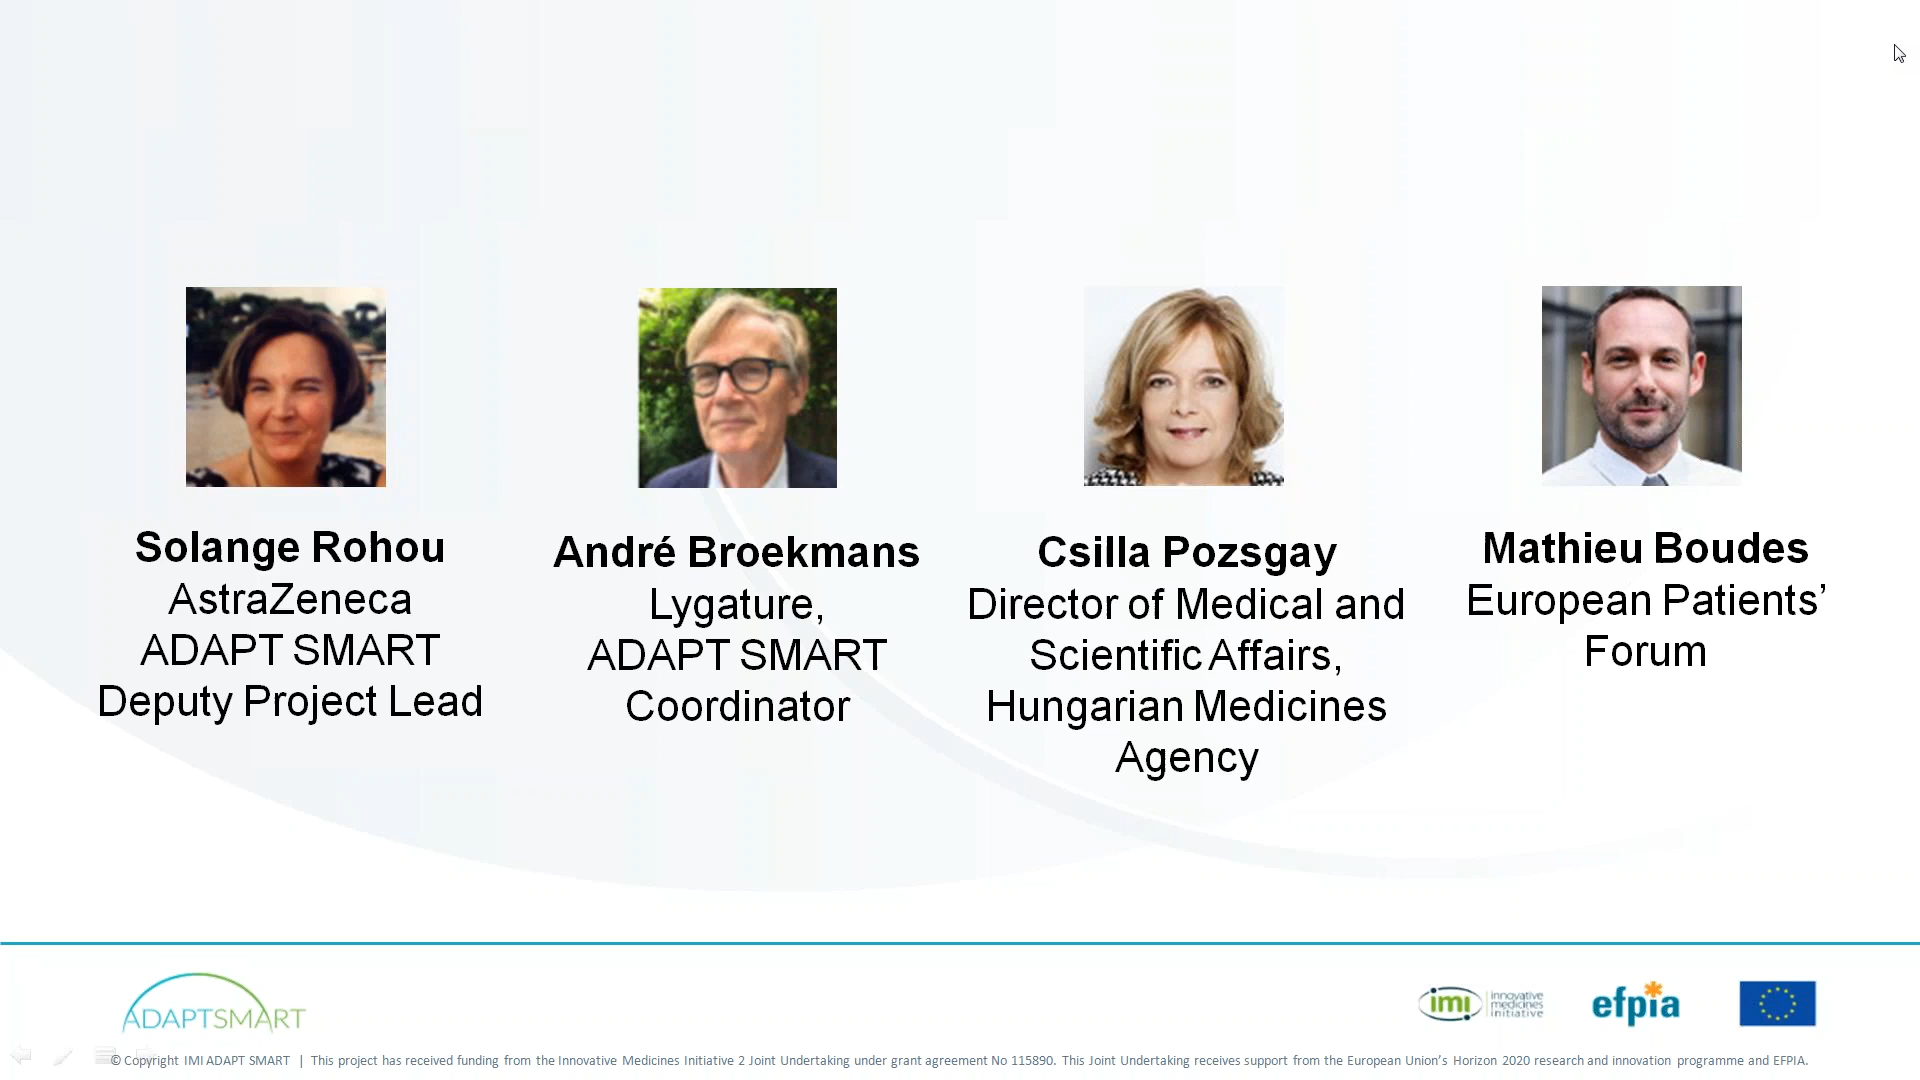 Solange Rohou
AstraZeneca
ADAPT SMART
Deputy Project Lead
André Broekmans
Lygature,
ADAPT SMART
Coordinator
Csilla Pozsgay
Director of Medical and
Scientific Affairs,
Hungarian Medicines
Agency
Mathieu Boudes
European Patients’
Forum
ADAPTSMART
imi
innovative
medicines
initiative
efpia
© Copyright IMI ADAPT SMART | This project has received funding from the Innovative Medicines Initiative 2 Joint Undertaking under grant agreement No 115890. This Joint Undertaking receives support from the European Union’s Horizon 2020 research and innovation programme and EFPIA.